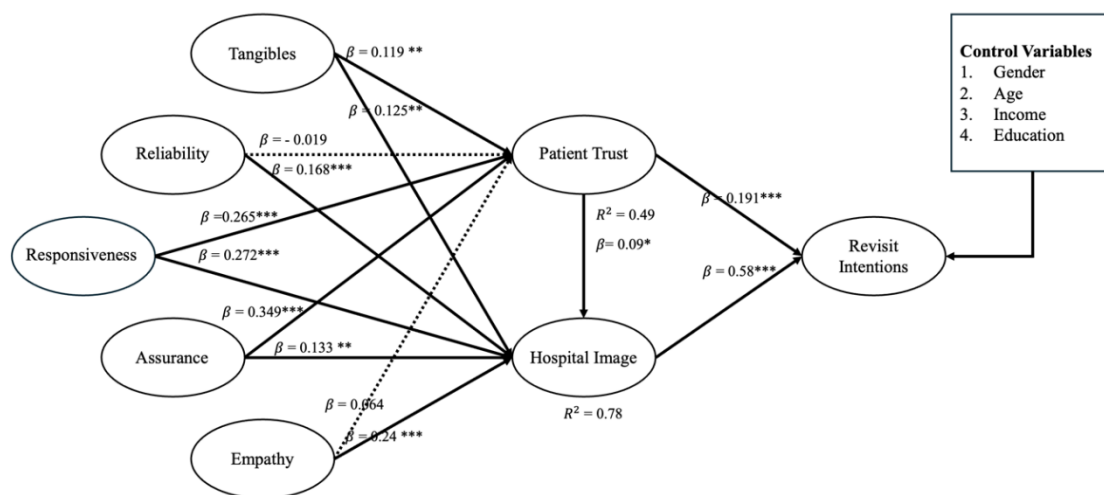 Tangibles
β = 0.119 **
β = 0.125**
Control Variables
1. Gender
2. Age
3. Income
4. Education
Reliability
β = - 0.019
β = 0.168***
Patient Trust
β =0.265***
R² = 0.49
β= 0.09*
β = 0.191***
Responsiveness
β = 0.272***
Revisit
Intentions
β = 0.58***
β = 0.349***
Assurance
β = 0.133 **
Hospital Image
R² = 0.78
β = 0.064
β = 0.24 ***
Empathy